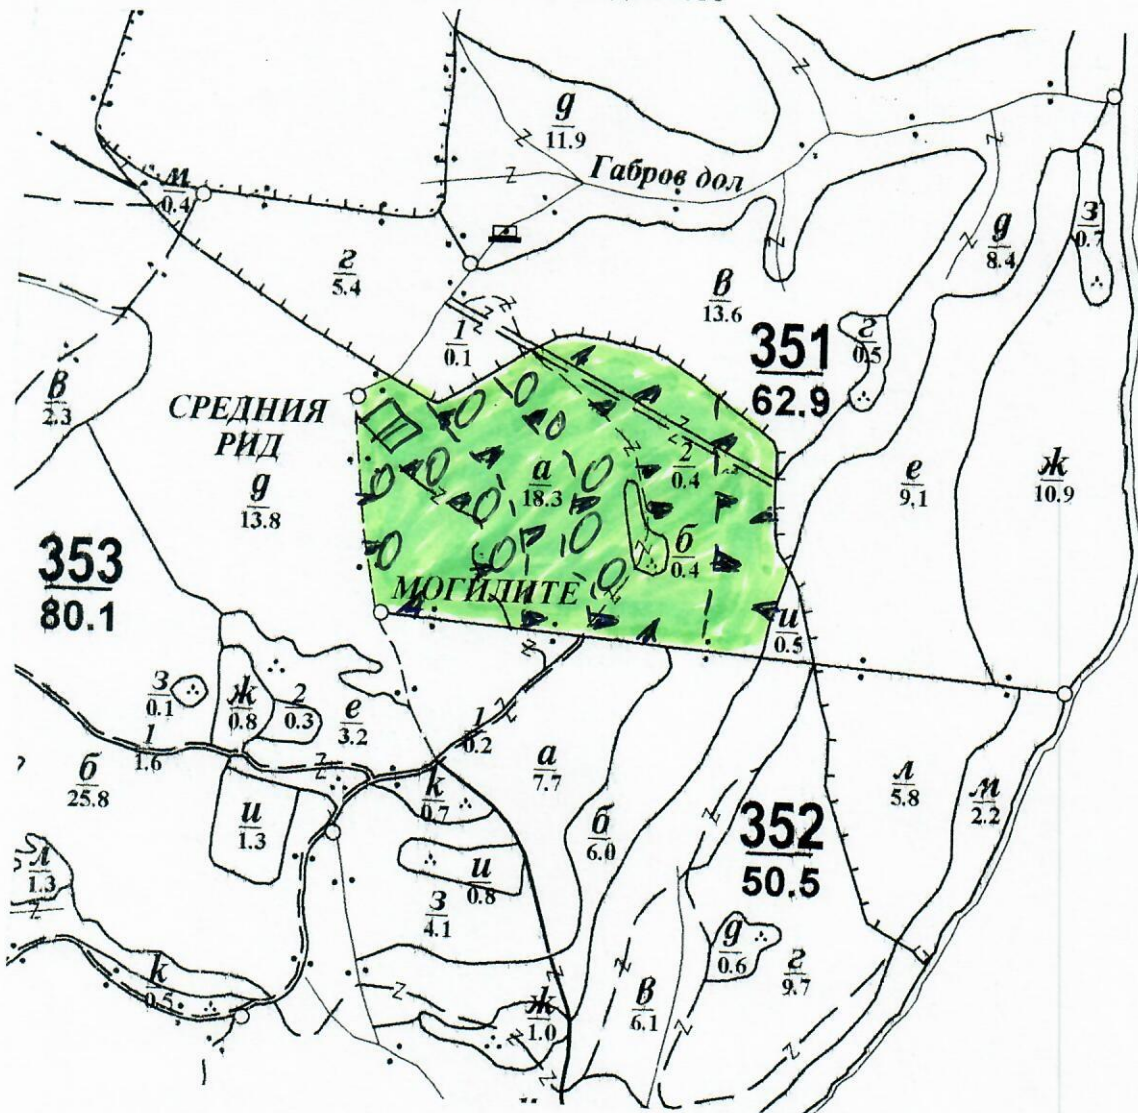 д
11.9
Габров дол
м
0.4
з
0.7
д
8.4
г
5.4
в
13.6
1
0.1
351
62.9
г
0.5
в
2.3
СРЕДНИЯ
РИД
д
13.8
а
18.3
2
0.4
е
9.1
ж
10.9
б
0.4
353
80.1
МОГИЛИТЕ
и
0.5
з
0.1
ж
0.8
2
0.3
е
3.2
1
0.2
1
1.6
б
25.8
а
7.7
к
0.7
л
5.8
м
2.2
и
1.3
б
6.0
352
50.5
л
1.3
и
0.8
з
4.1
д
0.6
г
9.7
к
0.5
ж
1.0
в
6.1